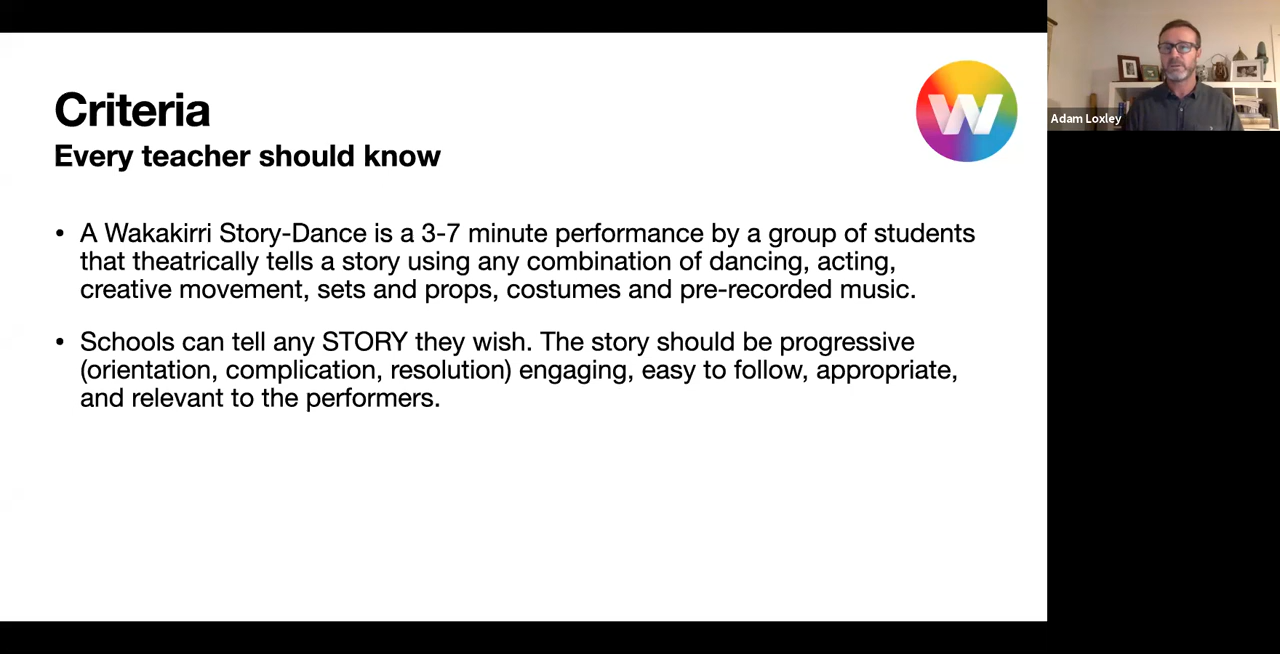 Criteria
Every teacher should know
W
Adam Loxley
• A Wakakirri Story-Dance is a 3-7 minute performance by a group of students
that theatrically tells a story using any combination of dancing, acting,
creative movement, sets and props, costumes and pre-recorded music.
• Schools can tell any STORY they wish. The story should be progressive
(orientation, complication, resolution) engaging, easy to follow, appropriate,
and relevant to the performers.